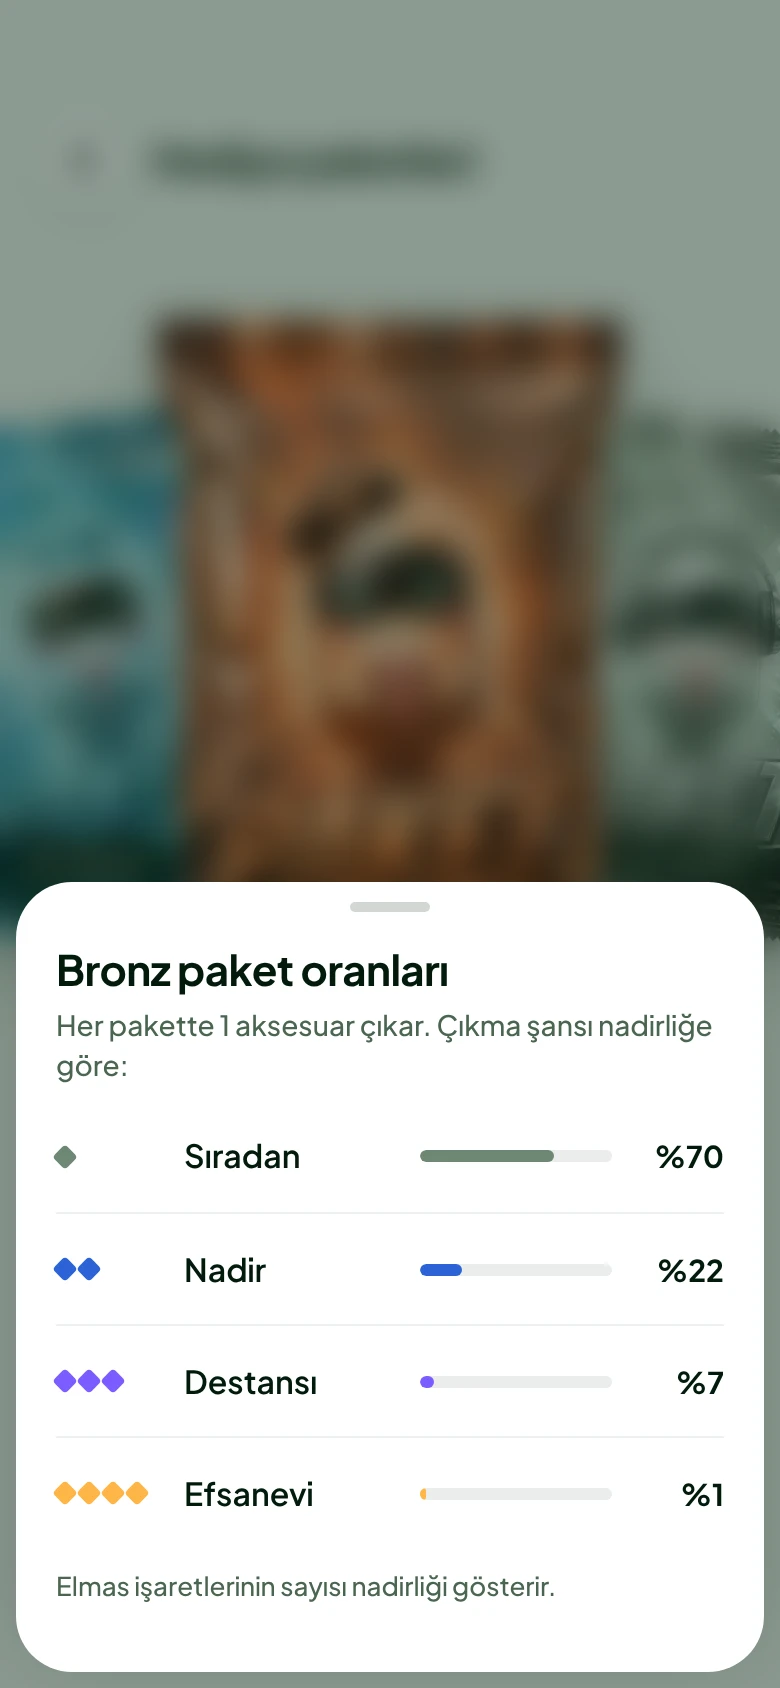 Bronz paket oranları
Her pakette 1 aksesuar çıkar. Çıkma şansı nadirliğe
göre:
Sıradan %70
Nadir %22
Destansı %7
Efsanevi %1
Elmas işaretlerinin sayısı nadirliği gösterir.